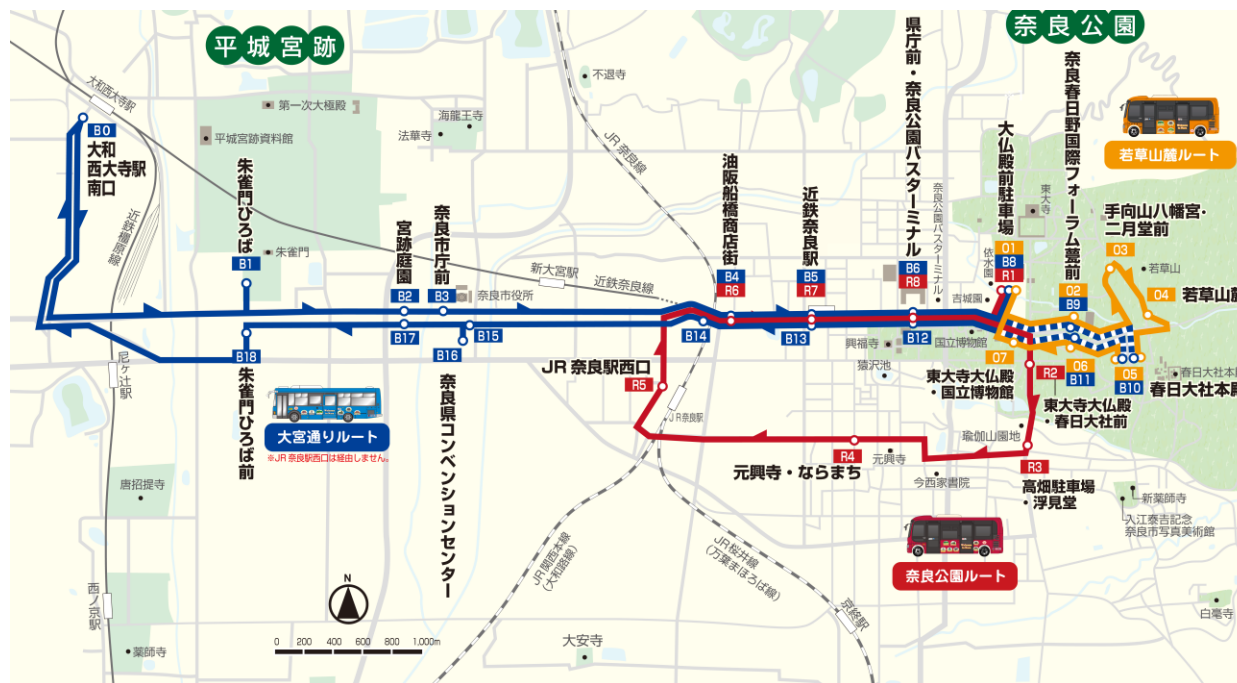 平城宮跡
奈良公園
大和西大寺駅
B0
大和
西大寺駅
南口
近鉄橿原線
第一次大極殿
平城宮跡資料館
朱雀門ひろば
B1
朱雀門
海龍王寺
法華寺
不退寺
JR奈良線
宮跡庭園
B2
奈良市庁前
B3
奈良市役所
新大宮駅
近鉄奈良線
油阪船橋商店街
B4
R6
近鉄奈良駅
B5
R7
県庁前・奈良公園バスターミナル
B6
R8
奈良公園バスターミナル
大仏殿前駐車場
O1
B8
R1
依水園
吉城園
東大寺
奈良春日野国際フォーラム甍前
O2
B9
若草山麓ルート
手向山八幡宮・
二月堂前
O3
若草山
O4
若草山麓
B18
朱雀門ひろば前
B17
B16
B15
奈良県コンベンションセンター
B14
B13
B12
国立博物館
興福寺
猿沢池
O7
東大寺大仏殿
・国立博物館
R2
東大寺大仏殿
・春日大社前
O6
B11
O5
B10
春日大社本殿
春日大社本殿
尼ヶ辻駅
大宮通りルート
※JR奈良駅西口は経由しません。
JR奈良駅西口
R5
JR奈良駅
R4
元興寺・ならまち
元興寺
今西家書院
瑜伽山園地
R3
高畑駐車場
・浮見堂
新薬師寺
入江泰吉記念
奈良市写真美術館
奈良公園ルート
唐招提寺
西ノ京駅
薬師寺
N
0 200 400 600 800 1,000m
JR関西本線
(大和路線)
JR桜井線
(万葉まほろば線)
京終駅
大安寺
白毫寺